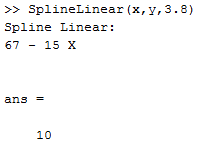 >> SplineLinear(x,y,3.8)
Spline Linear:
67 - 15 X
ans =
10